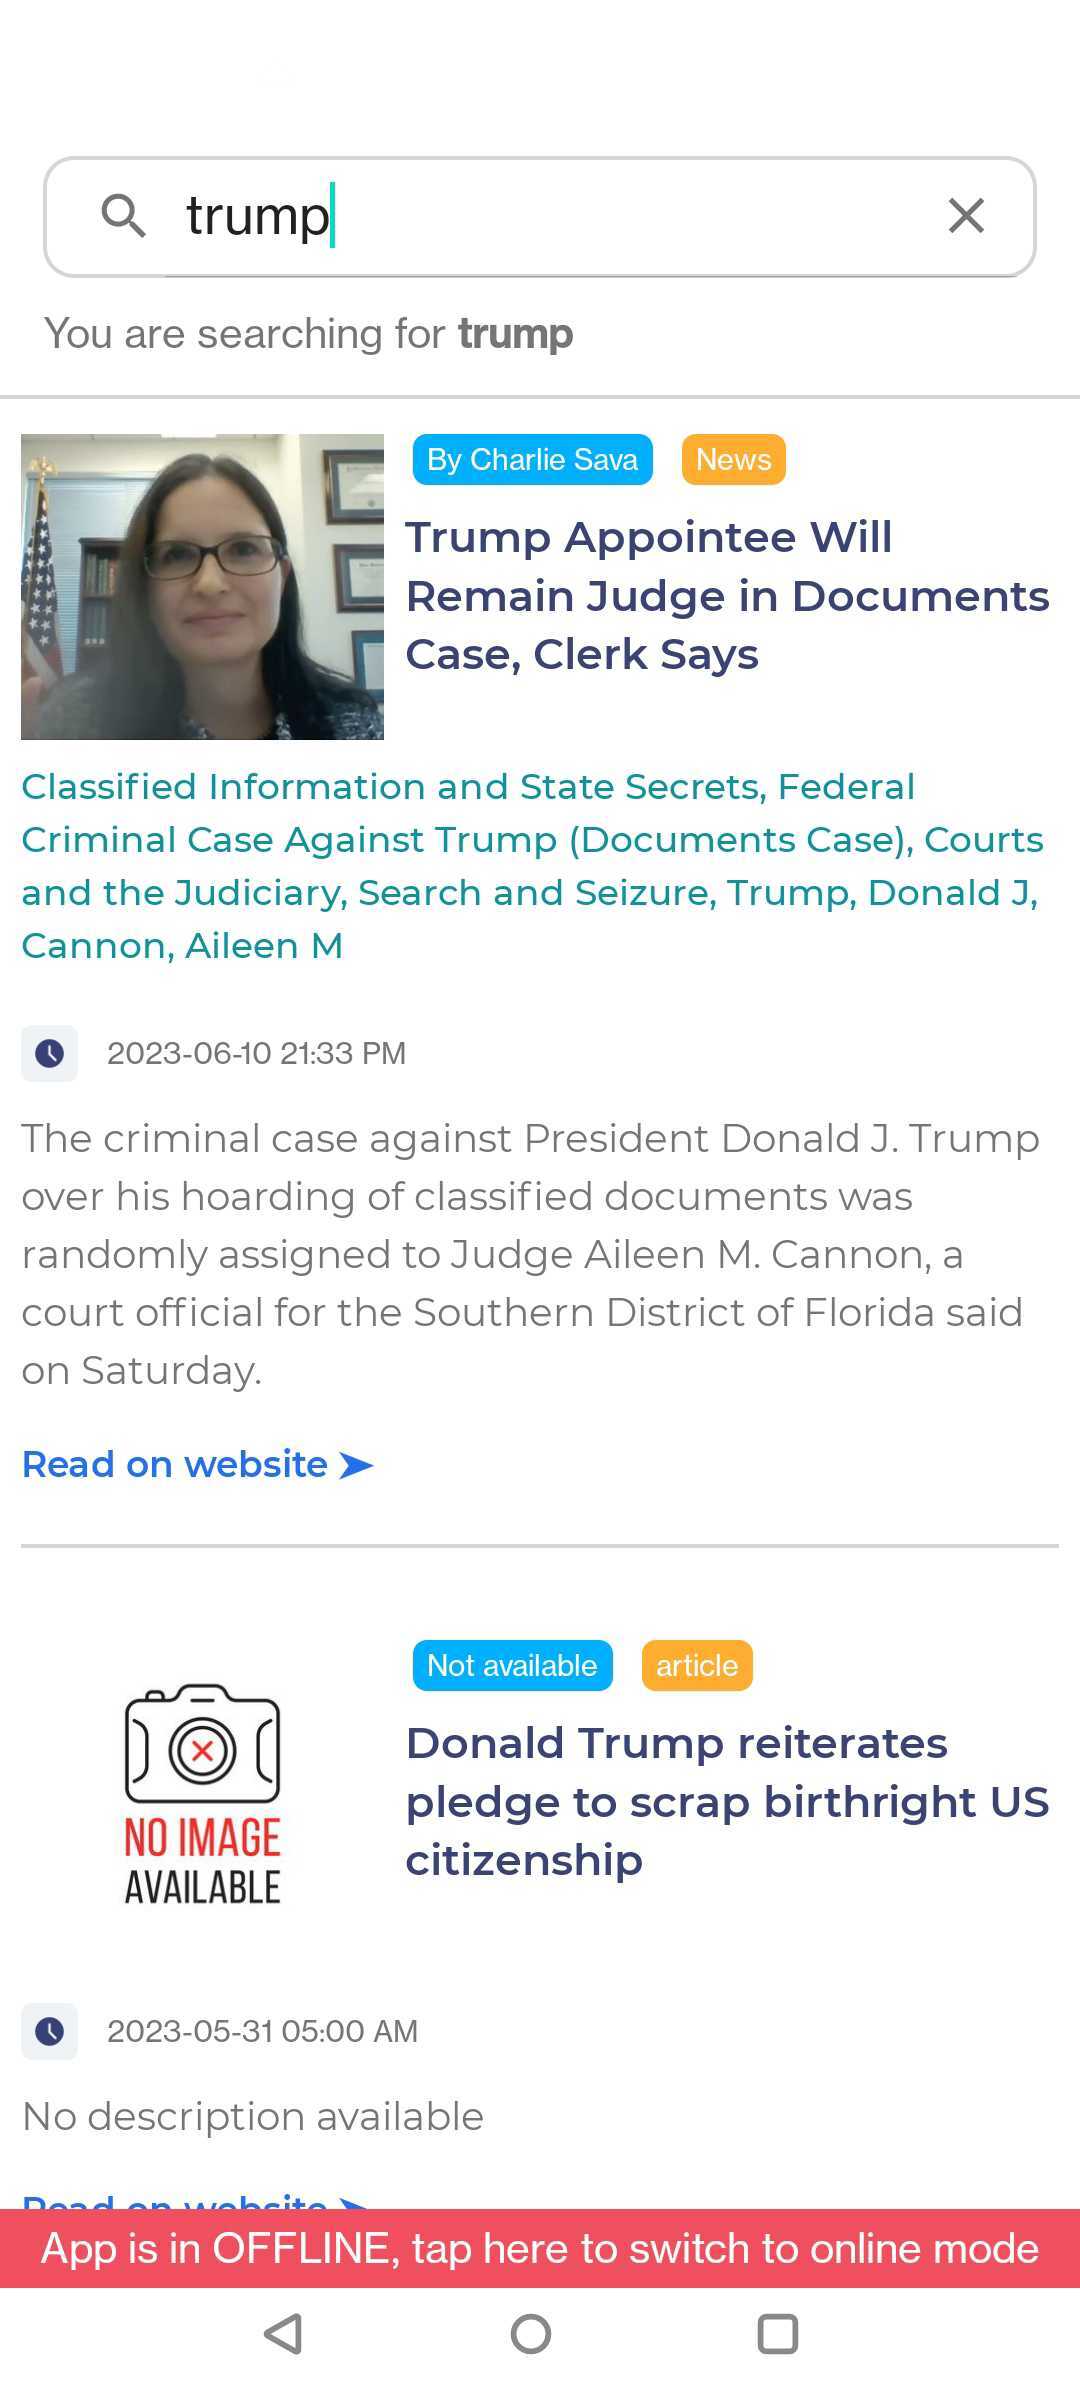 trump
You are searching for trump
By Charlie Sava
News
Trump Appointee Will
Remain Judge in Documents
Case, Clerk Says
Classified Information and State Secrets, Federal
Criminal Case Against Trump (Documents Case), Courts
and the Judiciary, Search and Seizure, Trump, Donald J,
Cannon, Aileen M
2023-06-10 21:33 PM
The criminal case against President Donald J. Trump
over his hoarding of classified documents was
randomly assigned to Judge Aileen M. Cannon, a
court official for the Southern District of Florida said
on Saturday.
Read on website
Not available
article
NO IMAGE
AVAILABLE
Donald Trump reiterates
pledge to scrap birthright US
citizenship
2023-05-31 05:00 AM
No description available
Read on website
App is in OFFLINE, tap here to switch to online mode